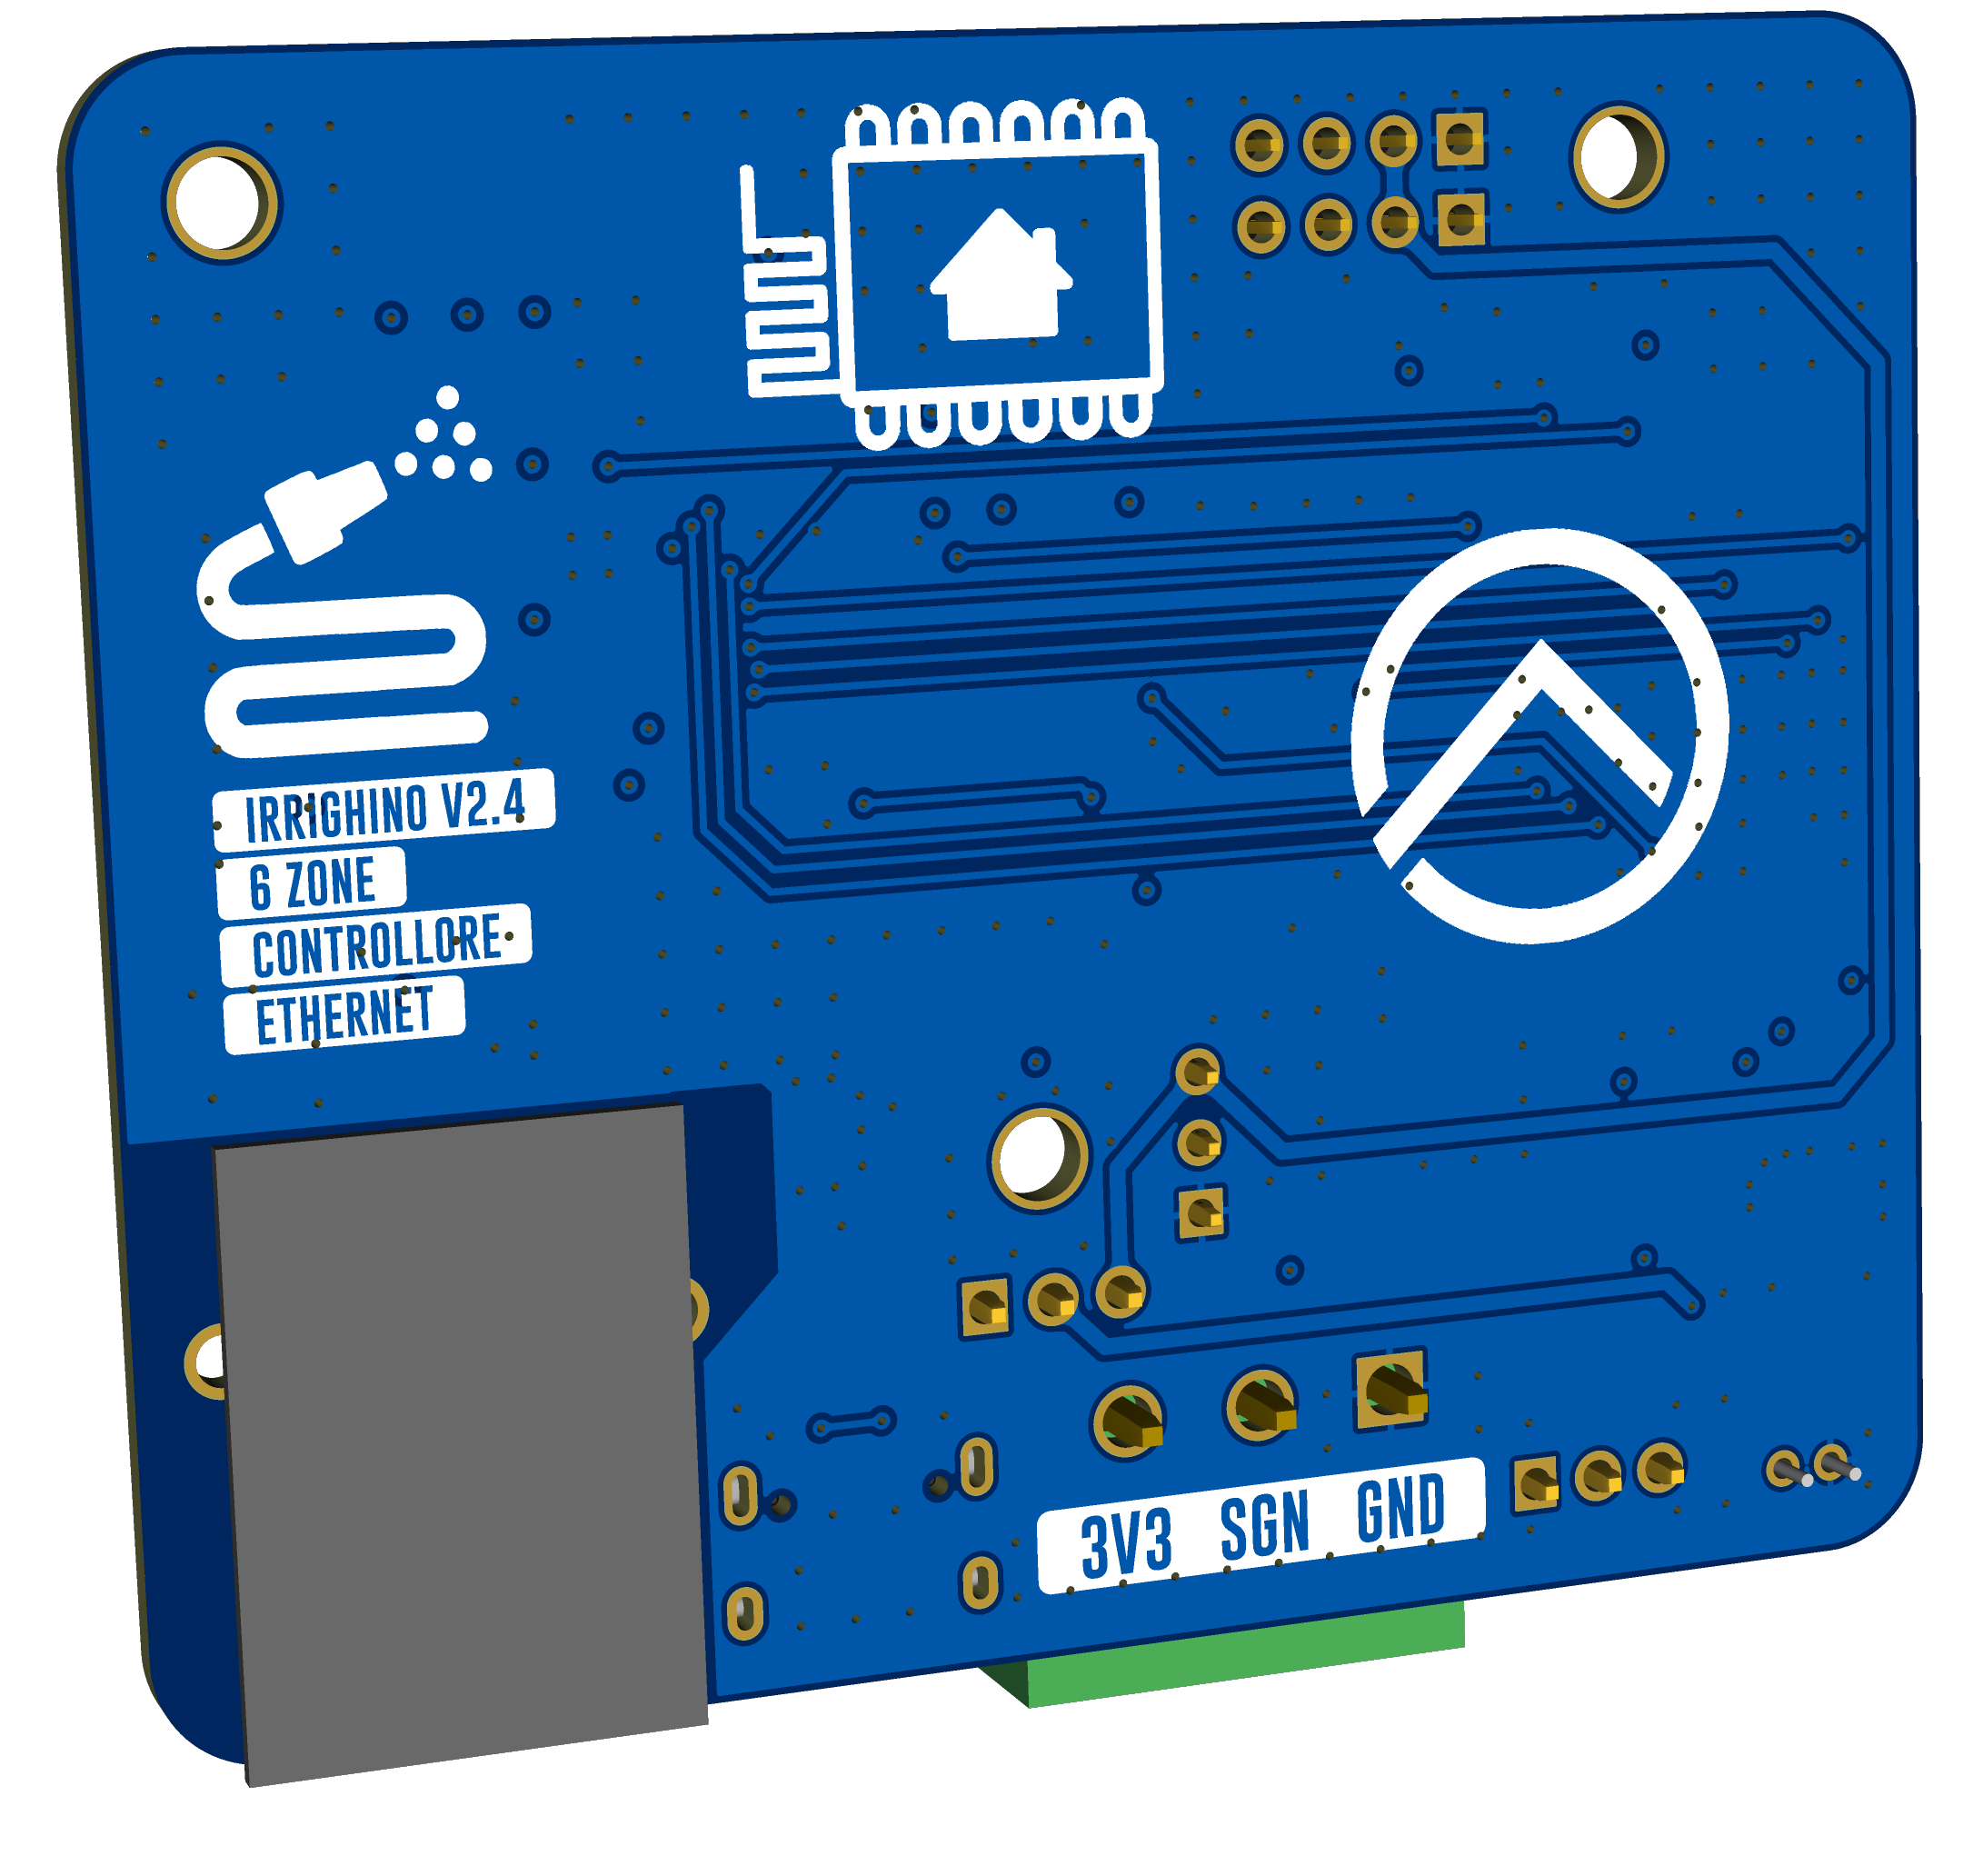 IRRIGHINO V2.4
6 ZONE
CONTROLLORE
ETHERNET
3V3 SGN GND